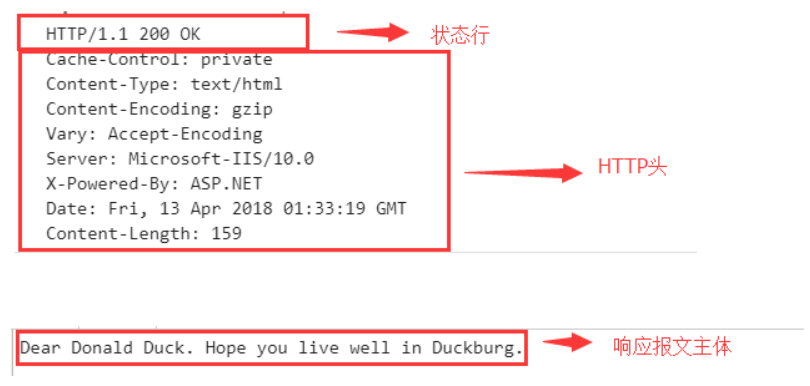 HTTP/1.1 200 OK
状态行
Cache-Control: private
Content-Type: text/html
Content-Encoding: gzip
Vary: Accept-Encoding
Server: Microsoft-IIS/10.0
HTTP头
X-Powered-By: ASP.NET
Date: Fri, 13 Apr 2018 01:33:19 GMT
Content-Length: 159
Dear Donald Duck. Hope you live well in Duckburg.
响应报文主体